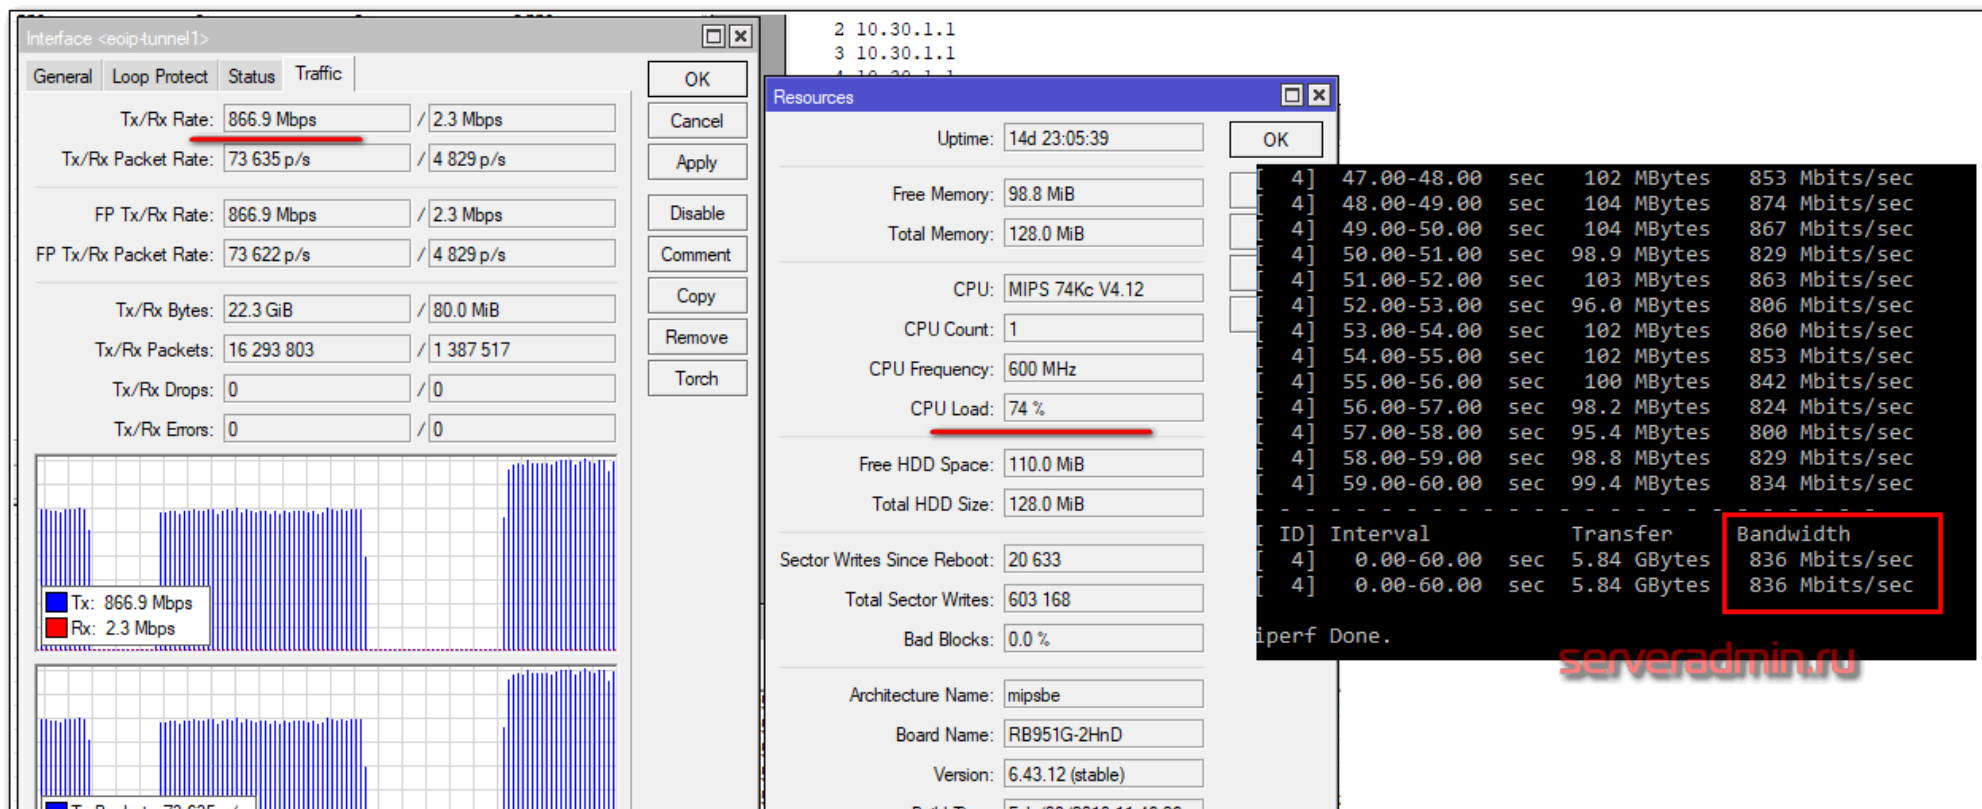 Interface <eoip-tunnel1>
General Loop Protect Status Traffic
Tx/Rx Rate: 866.9 Mbps / 2.3 Mbps
Tx/Rx Packet Rate: 73 635 p/s / 4 829 p/s
FP Tx/Rx Rate: 866.9 Mbps / 2.3 Mbps
FP Tx/Rx Packet Rate: 73 622 p/s / 4 829 p/s
Tx/Rx Bytes: 22.3 GiB / 80.0 MiB
Tx/Rx Packets: 16 293 803 / 1 387 517
Tx/Rx Drops: 0 / 0
Tx/Rx Errors: 0 / 0
Tx: 866.9 Mbps
Rx: 2.3 Mbps
OK
Cancel
Apply
Disable
Comment
Copy
Remove
Torch
2 10.30.1.1
3 10.30.1.1
Resources
Uptime: 14d 23:05:39
Free Memory: 98.8 MiB
Total Memory: 128.0 MiB
CPU: MIPS 74Kc V4.12
CPU Count: 1
CPU Frequency: 600 MHz
CPU Load: 74 %
Free HDD Space: 110.0 MiB
Total HDD Size: 128.0 MiB
Sector Writes Since Reboot: 20 633
Total Sector Writes: 603 168
Bad Blocks: 0.0 %
Architecture Name: mipsbe
Board Name: RB951G-2HnD
Version: 6.43.12 (stable)
OK
[ 4] 47.00-48.00 sec 102 MBytes 853 Mbits/sec
[ 4] 48.00-49.00 sec 104 MBytes 874 Mbits/sec
[ 4] 49.00-50.00 sec 104 MBytes 867 Mbits/sec
[ 4] 50.00-51.00 sec 98.9 MBytes 829 Mbits/sec
[ 4] 51.00-52.00 sec 103 MBytes 863 Mbits/sec
[ 4] 52.00-53.00 sec 96.0 MBytes 806 Mbits/sec
[ 4] 53.00-54.00 sec 102 MBytes 860 Mbits/sec
[ 4] 54.00-55.00 sec 102 MBytes 853 Mbits/sec
[ 4] 55.00-56.00 sec 100 MBytes 842 Mbits/sec
[ 4] 56.00-57.00 sec 98.2 MBytes 824 Mbits/sec
[ 4] 57.00-58.00 sec 95.4 MBytes 800 Mbits/sec
[ 4] 58.00-59.00 sec 98.8 MBytes 829 Mbits/sec
[ 4] 59.00-60.00 sec 99.4 MBytes 834 Mbits/sec
- - - - - - - - - - - - - - - - - - - - - - - - -
[ ID] Interval Transfer Bandwidth
[ 4] 0.00-60.00 sec 5.84 GBytes 836 Mbits/sec
[ 4] 0.00-60.00 sec 5.84 GBytes 836 Mbits/sec
iperf Done.
serveradmin.ru